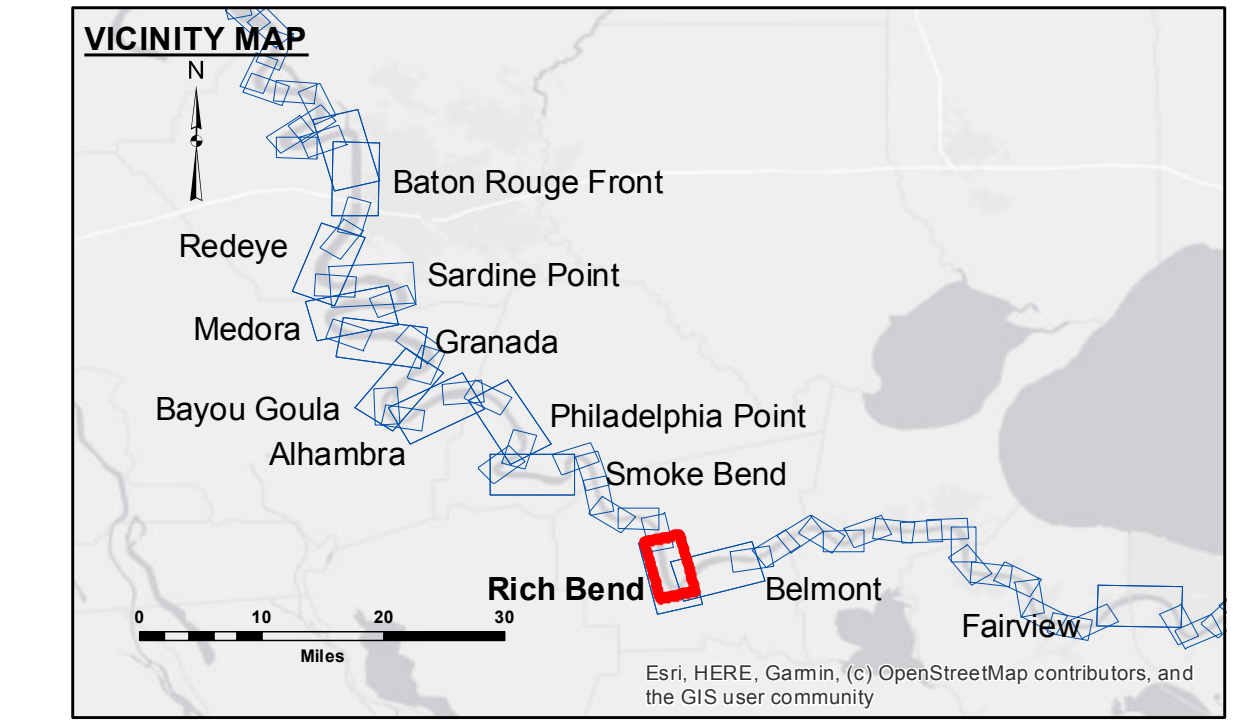 VICINITY MAP
N
Baton Rouge Front
Redeye
Sardine Point
Medora
Granada
Bayou Goula
Philadelphia Point
Alhambra
Smoke Bend
Rich Bend
Belmont
Fairview
0 10 20 30
Miles
Esri, HERE, Garmin, (c) OpenStreetMap contributors, and
the GIS user community